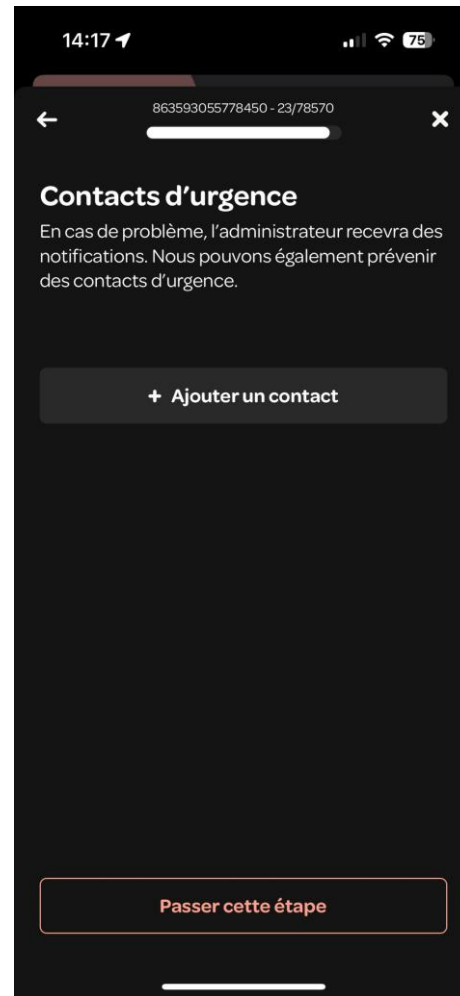 14:17
75
863593055778450 - 23/78570
Contacts d’urgence
En cas de problème, l’administrateur recevra des
notifications. Nous pouvons également prévenir
des contacts d’urgence.
+ Ajouter un contact
Passer cette étape